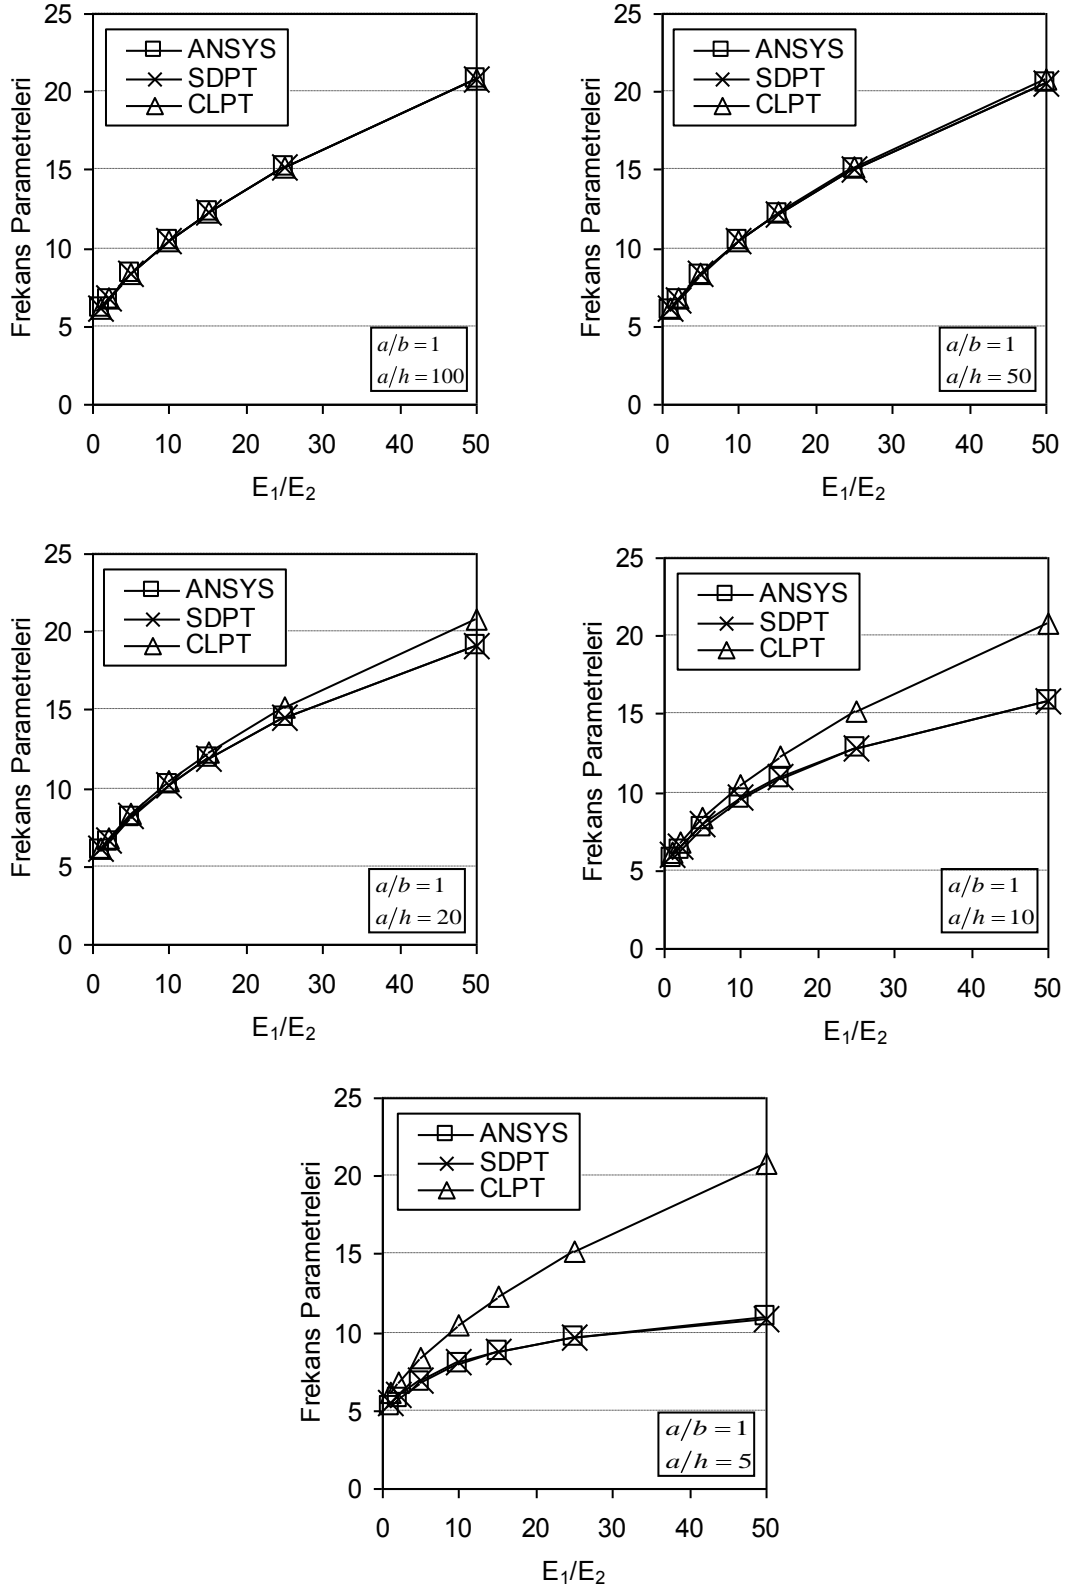 25
20
15
10
5
0
Frekans Parametreleri
ANSYS
SDPT
CLPT
a/b = 1
a/h = 100
0 10 20 30 40 50
E₁/E₂
25
20
15
10
5
0
Frekans Parametreleri
ANSYS
SDPT
CLPT
a/b = 1
a/h = 50
0 10 20 30 40 50
E₁/E₂
25
20
15
10
5
0
Frekans Parametreleri
ANSYS
SDPT
CLPT
a/b = 1
a/h = 20
0 10 20 30 40 50
E₁/E₂
25
20
15
10
5
0
Frekans Parametreleri
ANSYS
SDPT
CLPT
a/b = 1
a/h = 10
0 10 20 30 40 50
E₁/E₂
25
20
15
10
5
0
Frekans Parametreleri
ANSYS
SDPT
CLPT
a/b = 1
a/h = 5
0 10 20 30 40 50
E₁/E₂